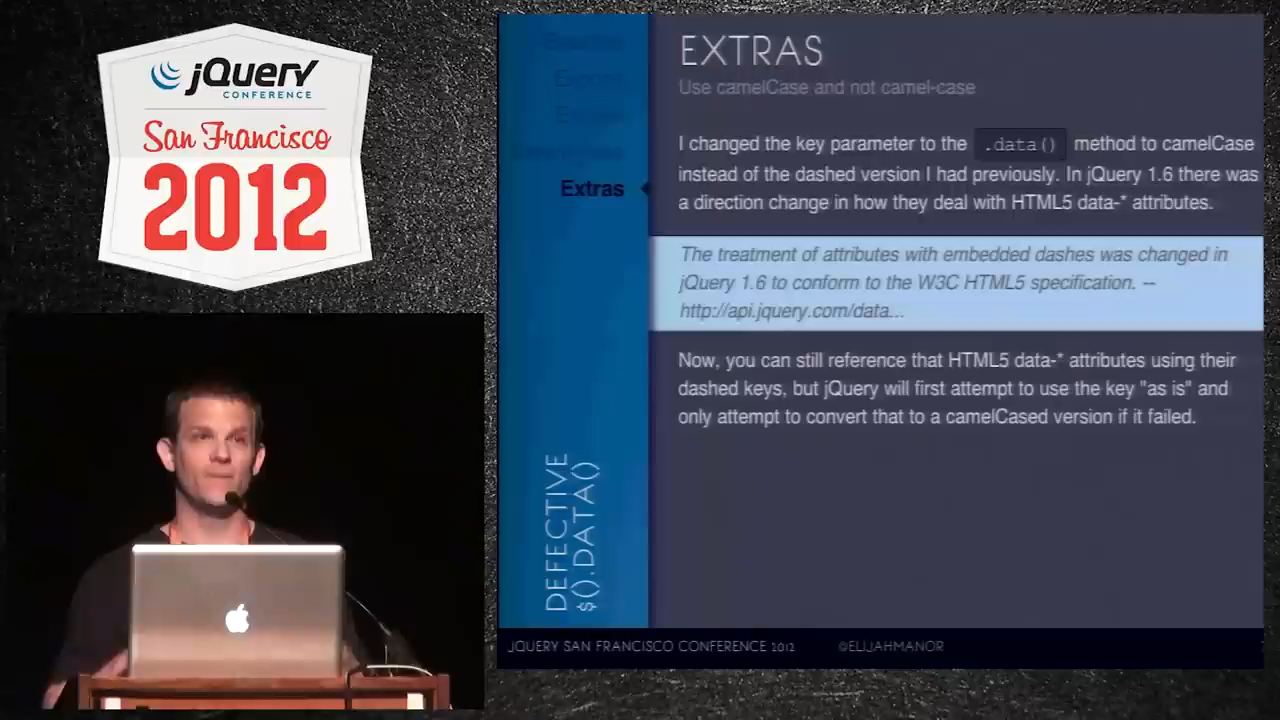 jQuery
CONFERENCE
San Francisco
2012
Extras
DEFECTIVE
$().DATA()
EXTRAS
Use camelCase and not camel-case
I changed the key parameter to the .data() method to camelCase
instead of the dashed version I had previously. In jQuery 1.6 there was
a direction change in how they deal with HTML5 data-* attributes.
The treatment of attributes with embedded dashes was changed in
jQuery 1.6 to conform to the W3C HTML5 specification. --
http://api.jquery.com/data...
Now, you can still reference that HTML5 data-* attributes using their
dashed keys, but jQuery will first attempt to use the key "as is" and
only attempt to convert that to a camelCased version if it failed.
JQUERY SAN FRANCISCO CONFERENCE 2012 @ELIJAHMANOR